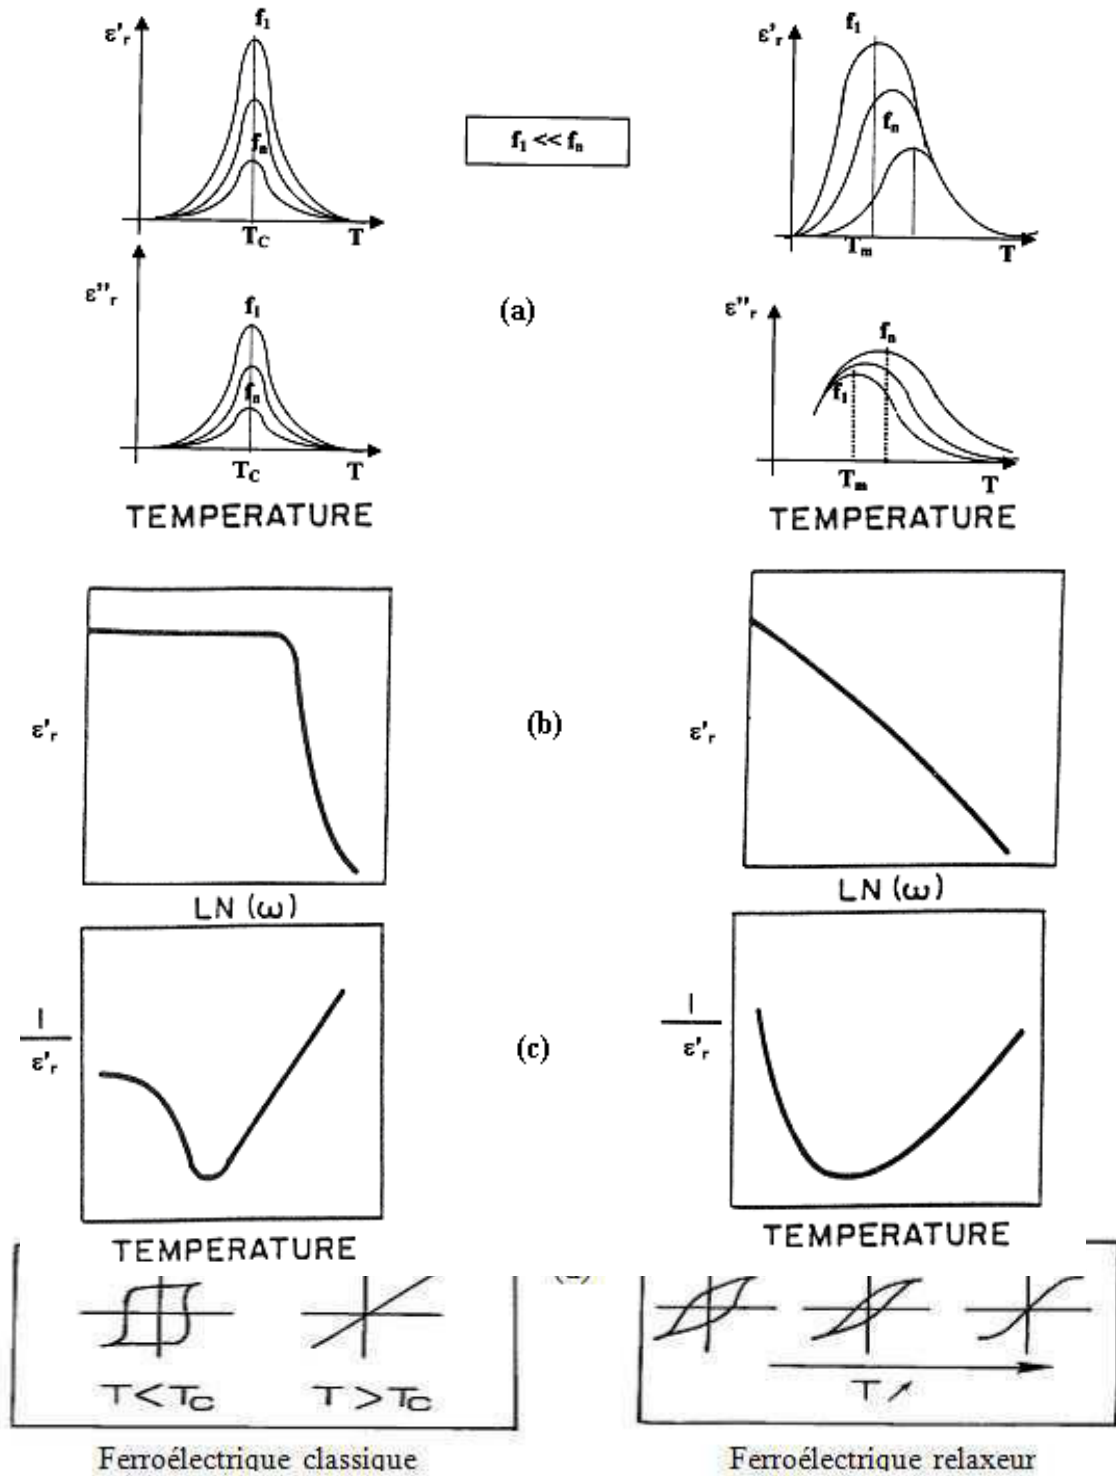 ε'r f1 ε'r f1
f1 << fn
fn fn
TC T Tm T
ε''r f1 (a) ε''r fn
fn f1
TC T Tm T
TEMPERATURE TEMPERATURE
ε'r (b) ε'r
LN (ω) LN (ω)
1/ε'r (c) 1/ε'r
TEMPERATURE TEMPERATURE
T < TC T > TC T ↗
Ferroélectrique classique Ferroélectrique relaxeur